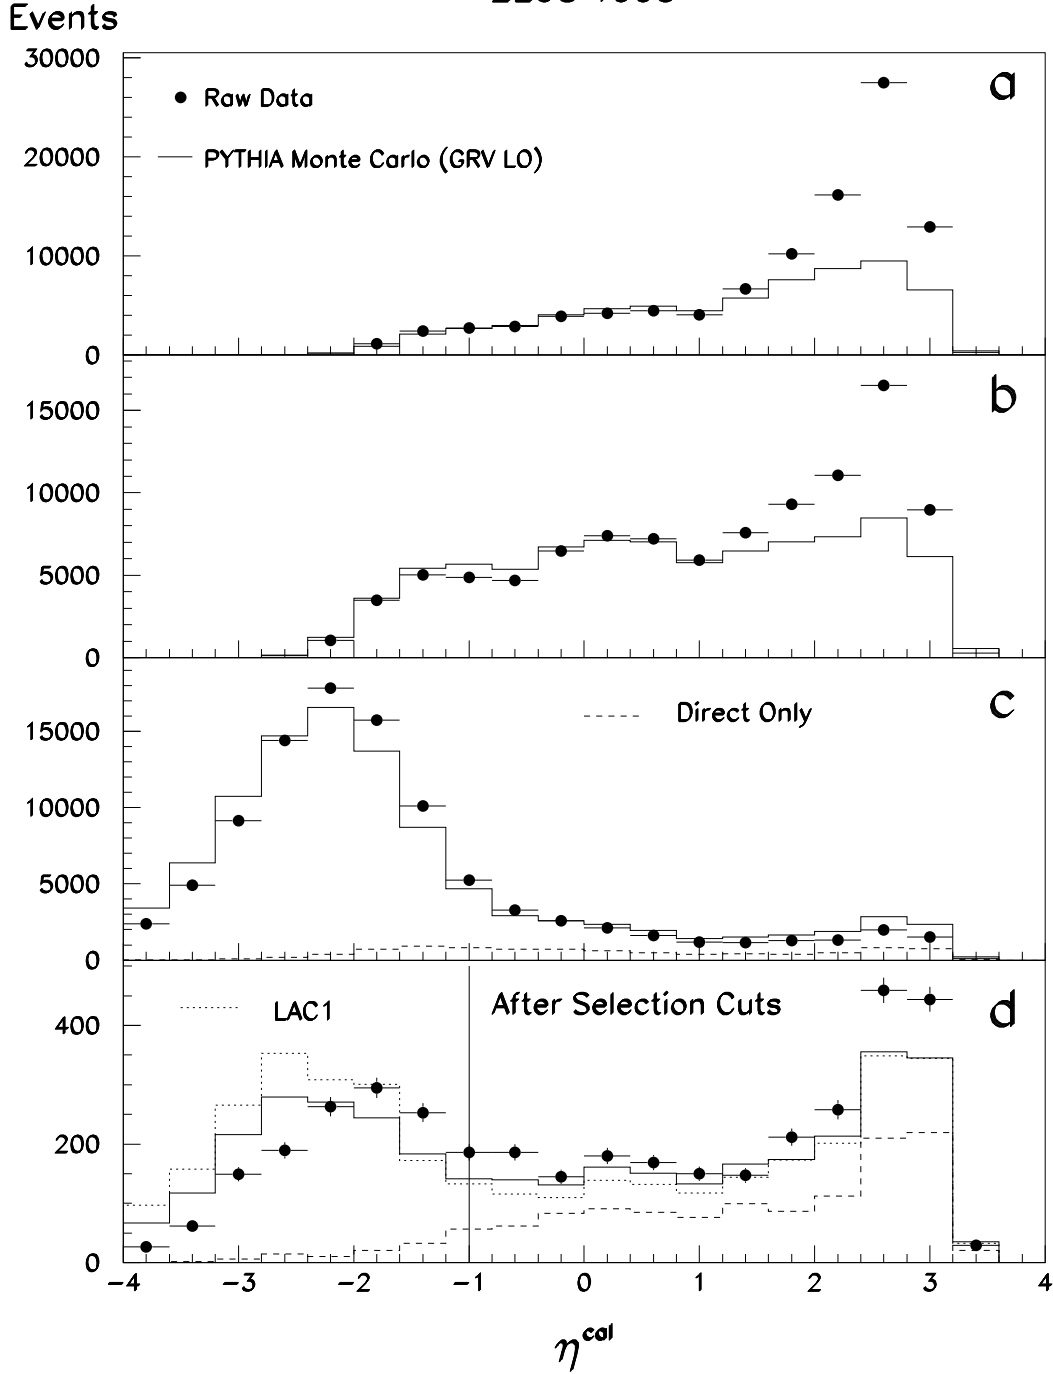 Events
30000
a
Raw Data
PYTHIA Monte Carlo (GRV LO)
20000
10000
0
b
15000
10000
5000
0
c
Direct Only
15000
10000
5000
0
LAC1
After Selection Cuts
d
400
200
0
−4 −3 −2 −1 0 1 2 3 4
η^cal